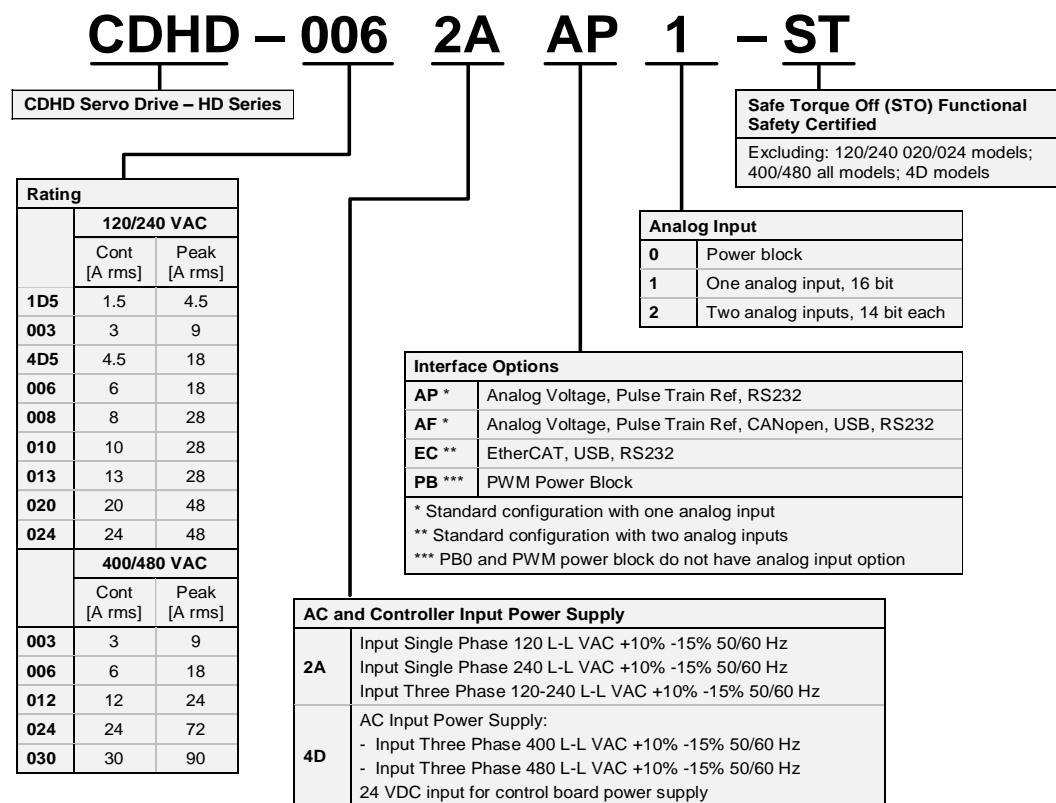 CDHD – 006 2A AP 1 – ST
CDHD Servo Drive – HD Series
Safe Torque Off (STO) Functional
Safety Certified
Excluding: 120/240 020/024 models;
400/480 all models; 4D models
Rating
120/240 VAC
Cont Peak
[A rms] [A rms]
1D5 1.5 4.5
003 3 9
4D5 4.5 18
006 6 18
008 8 28
010 10 28
013 13 28
020 20 48
024 24 48
400/480 VAC
Cont Peak
[A rms] [A rms]
003 3 9
006 6 18
012 12 24
024 24 72
030 30 90
Analog Input
0 Power block
1 One analog input, 16 bit
2 Two analog inputs, 14 bit each
Interface Options
AP * Analog Voltage, Pulse Train Ref, RS232
AF * Analog Voltage, Pulse Train Ref, CANopen, USB, RS232
EC ** EtherCAT, USB, RS232
PB *** PWM Power Block
* Standard configuration with one analog input
** Standard configuration with two analog inputs
*** PB0 and PWM power block do not have analog input option
AC and Controller Input Power Supply
2A
Input Single Phase 120 L-L VAC +10% -15% 50/60 Hz
Input Single Phase 240 L-L VAC +10% -15% 50/60 Hz
Input Three Phase 120-240 L-L VAC +10% -15% 50/60 Hz
4D
AC Input Power Supply:
- Input Three Phase 400 L-L VAC +10% -15% 50/60 Hz
- Input Three Phase 480 L-L VAC +10% -15% 50/60 Hz
24 VDC input for control board power supply